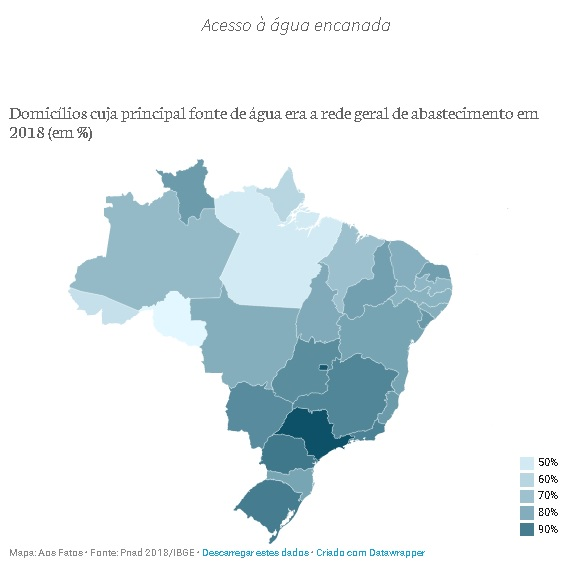 Acesso à água encanada
Domicílios cuja principal fonte de água era a rede geral de abastecimento em
2018 (em %)
50%
60%
70%
80%
90%
Mapa: Aos Fatos • Fonte: Pnad 2018/IBGE • Descarregar estes dados • Criado com Datawrapper